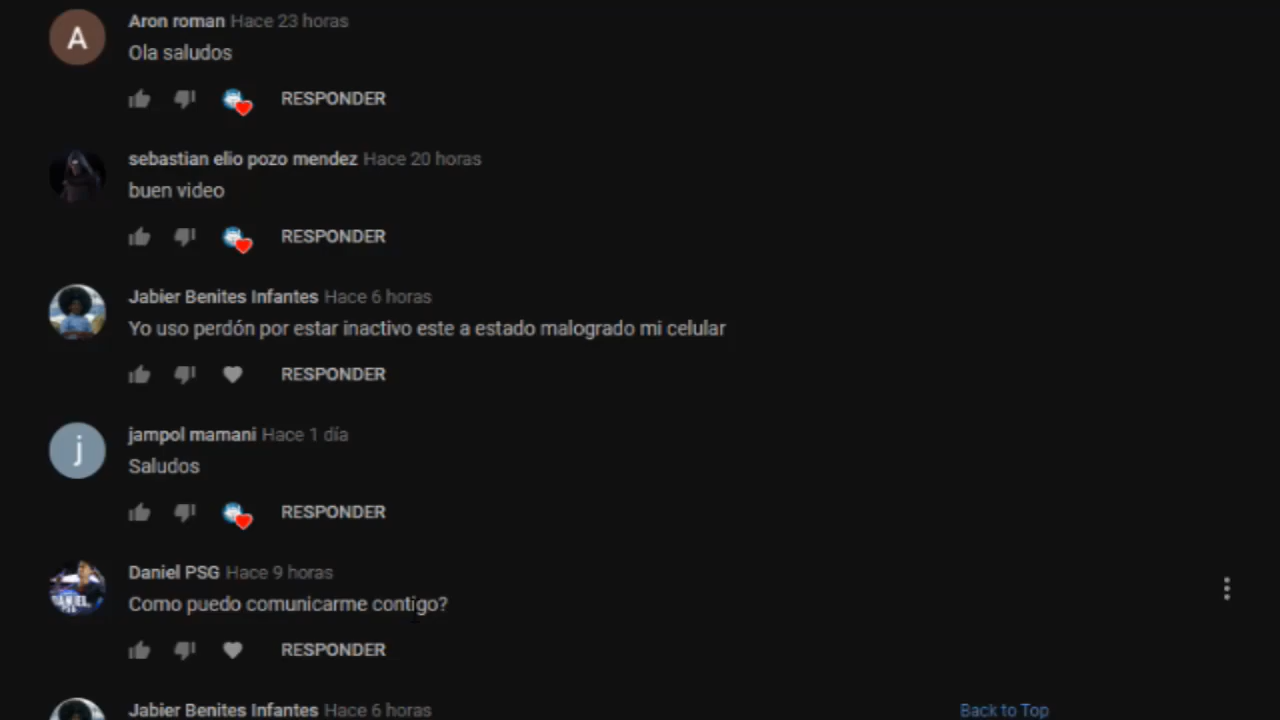 A
Aron roman Hace 23 horas
Ola saludos
RESPONDER
sebastian elio pozo mendez Hace 20 horas
buen video
RESPONDER
Jabier Benites Infantes Hace 6 horas
Yo uso perdón por estar inactivo este a estado malogrado mi celular
RESPONDER
j
jampol mamani Hace 1 día
Saludos
RESPONDER
Daniel PSG Hace 9 horas
Como puedo comunicarme contigo?
RESPONDER
Jabier Benites Infantes Hace 6 horas
Back to Top